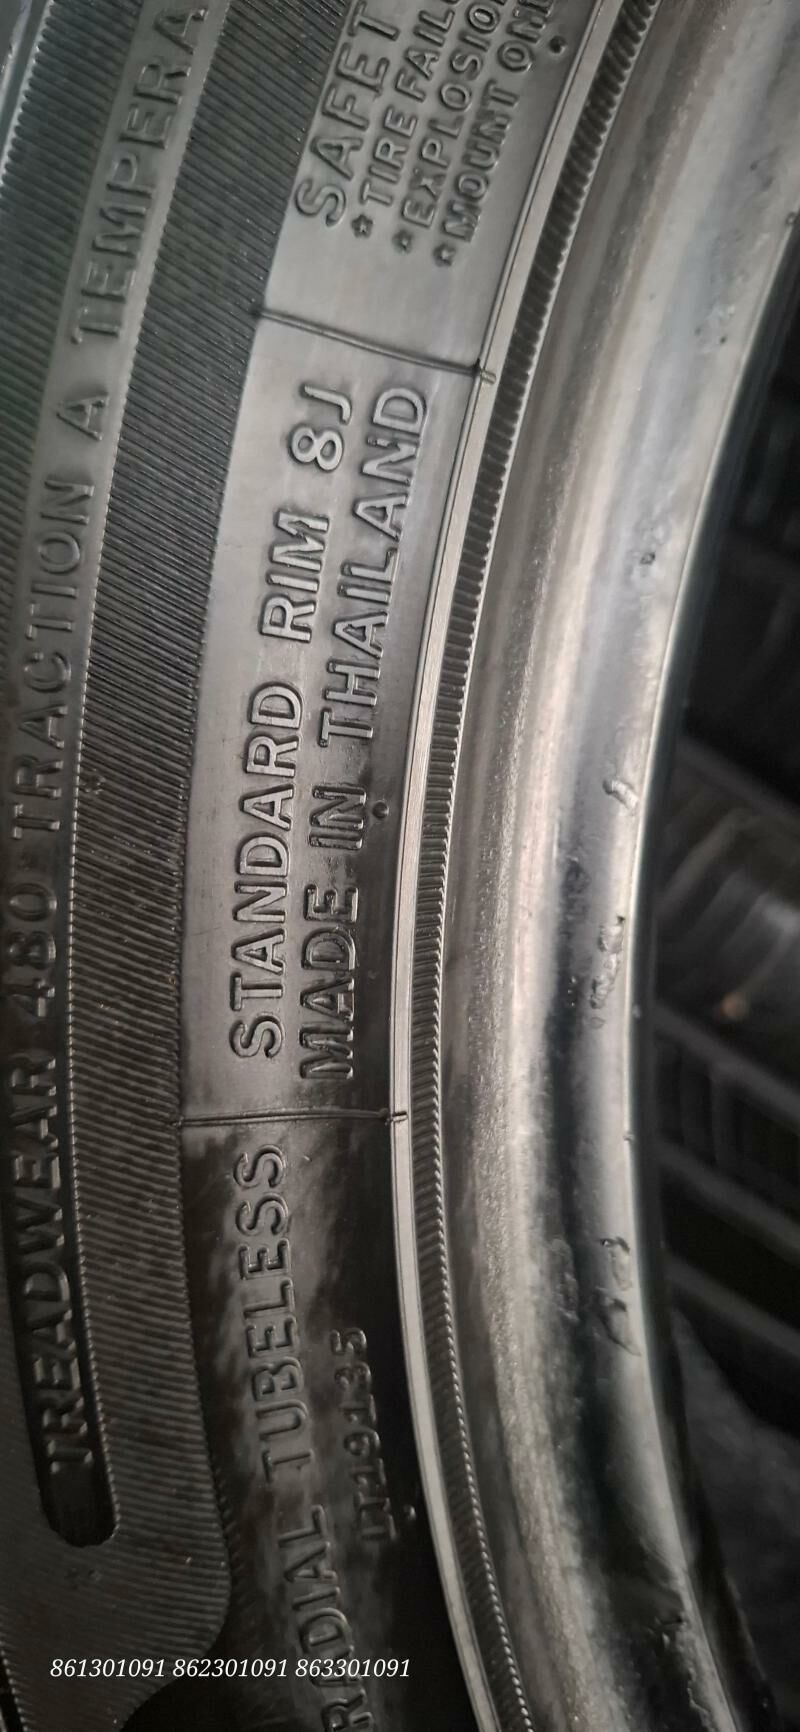 TREADWEAR 480 TRACTION A TEMPERA
SAFET
*TIRE FAIL
*EXPLOSION
*MOUNT ON
STANDARD RIM 8J
MADE IN THAILAND
RADIAL TUBELESS
861301091 862301091 863301091